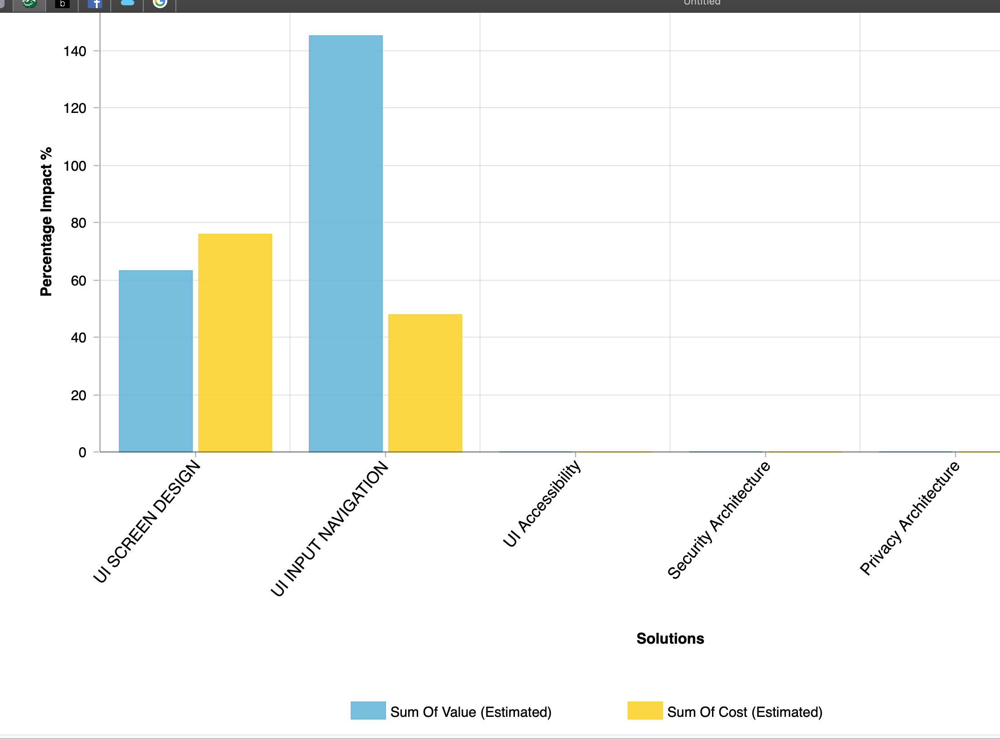 b
f
G
Untitled
140
120
100
80
60
40
20
0
Percentage Impact %
UI SCREEN DESIGN
UI INPUT NAVIGATION
UI Accessibility
Security Architecture
Privacy Architecture
Solutions
Sum Of Value (Estimated)
Sum Of Cost (Estimated)